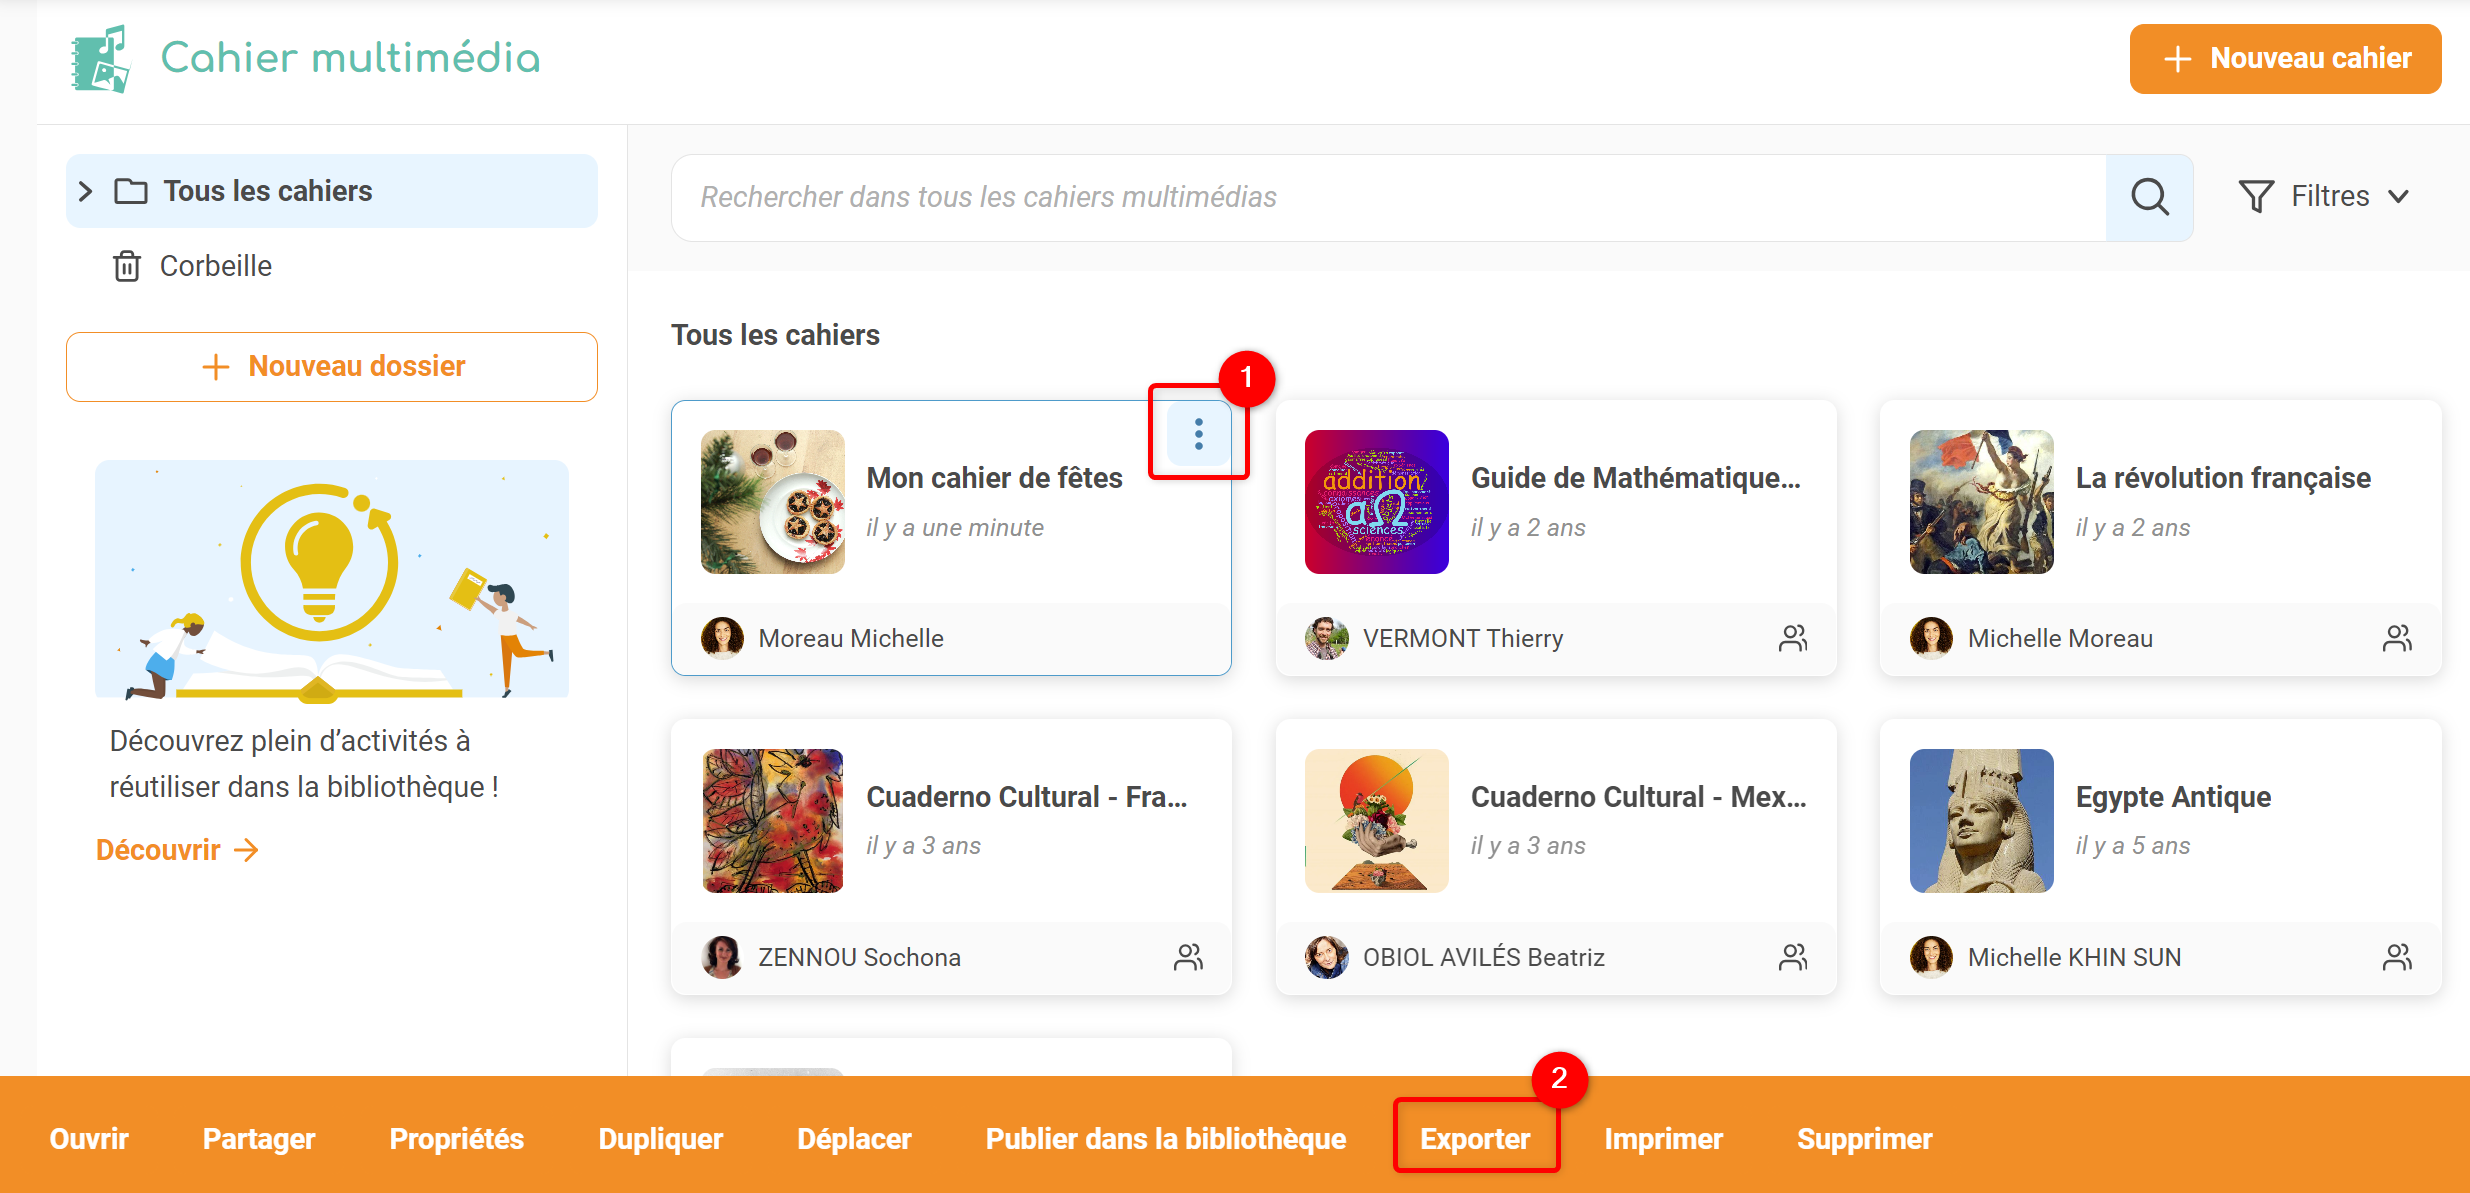 Cahier multimédia
Nouveau cahier
Tous les cahiers
Corbeille
Nouveau dossier
Découvrez plein d’activités à
réutiliser dans la bibliothèque !
Découvrir
Rechercher dans tous les cahiers multimédias
Filtres
Tous les cahiers
1
Mon cahier de fêtes
il y a une minute
Moreau Michelle
addition
aΩ
sciences
Guide de Mathématique...
il y a 2 ans
VERMONT Thierry
La révolution française
il y a 2 ans
Michelle Moreau
Cuaderno Cultural - Fra...
il y a 3 ans
ZENNOU Sochona
Cuaderno Cultural - Mex...
il y a 3 ans
OBIOL AVILÉS Beatriz
Egypte Antique
il y a 5 ans
Michelle KHIN SUN
2
Ouvrir
Partager
Propriétés
Dupliquer
Déplacer
Publier dans la bibliothèque
Exporter
Imprimer
Supprimer